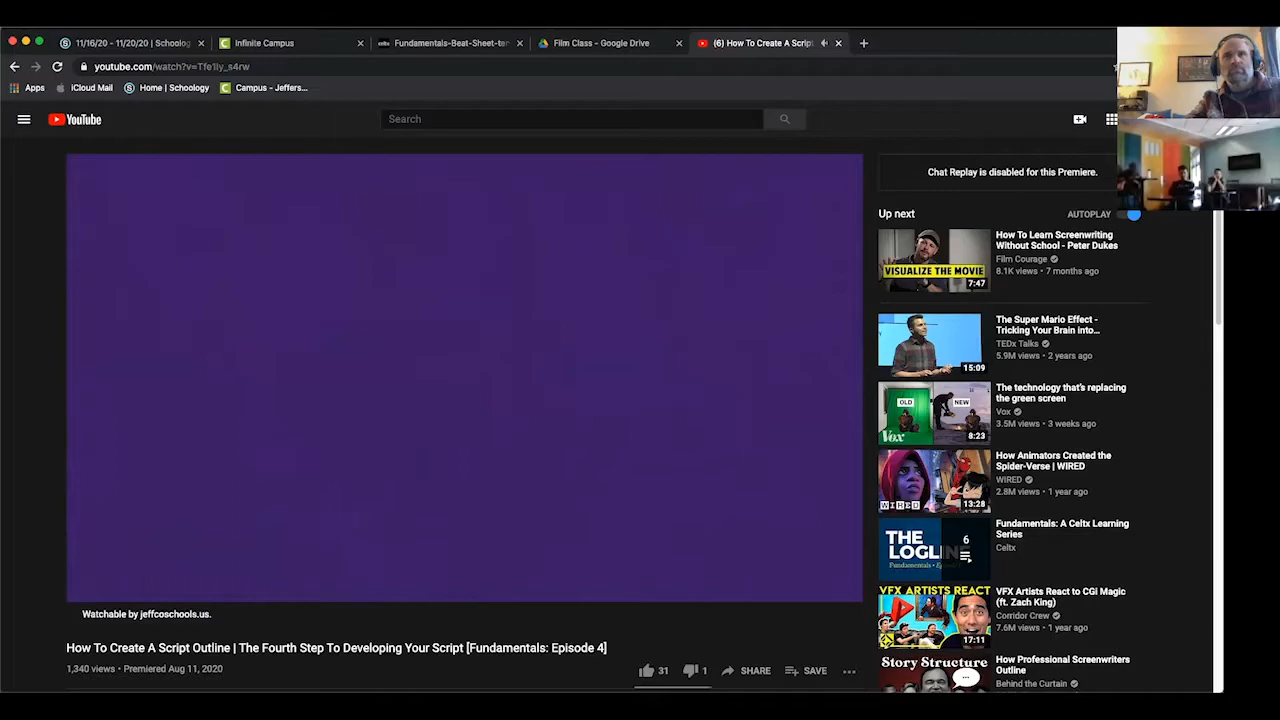 11/16/20 - 11/20/20 | Schoolog
Infinite Campus
Fundamentals-Beat-Sheet-ter
Film Class - Google Drive
(6) How To Create A Script
youtube.com/watch?v=Tfe1Iy_s4rw
Apps
iCloud Mail
Home | Schoology
Campus - Jeffers...
YouTube
Search
Chat Replay is disabled for this Premiere.
Up next
AUTOPLAY
How To Learn Screenwriting
Without School - Peter Dukes
Film Courage
8.1K views • 7 months ago
VISUALIZE THE MOVIE
7:47
The Super Mario Effect -
Tricking Your Brain into...
TEDx Talks
5.9M views • 2 years ago
15:09
The technology that's replacing
the green screen
Vox
3.5M views • 3 weeks ago
OLD
NEW
Vox
8:23
How Animators Created the
Spider-Verse | WIRED
WIRED
2.8M views • 1 year ago
WIRED
13:28
Fundamentals: A Celtx Learning
Series
Celtx
THE
LOGLIN
6
VFX Artists React to CGI Magic
(ft. Zach King)
Corridor Crew
7.6M views • 1 year ago
VFX ARTISTS REACT
17:11
How Professional Screenwriters
Outline
Behind the Curtain
Story Structure
Watchable by jeffcoschools.us.
How To Create A Script Outline | The Fourth Step To Developing Your Script [Fundamentals: Episode 4]
1,340 views • Premiered Aug 11, 2020
31
1
SHARE
SAVE